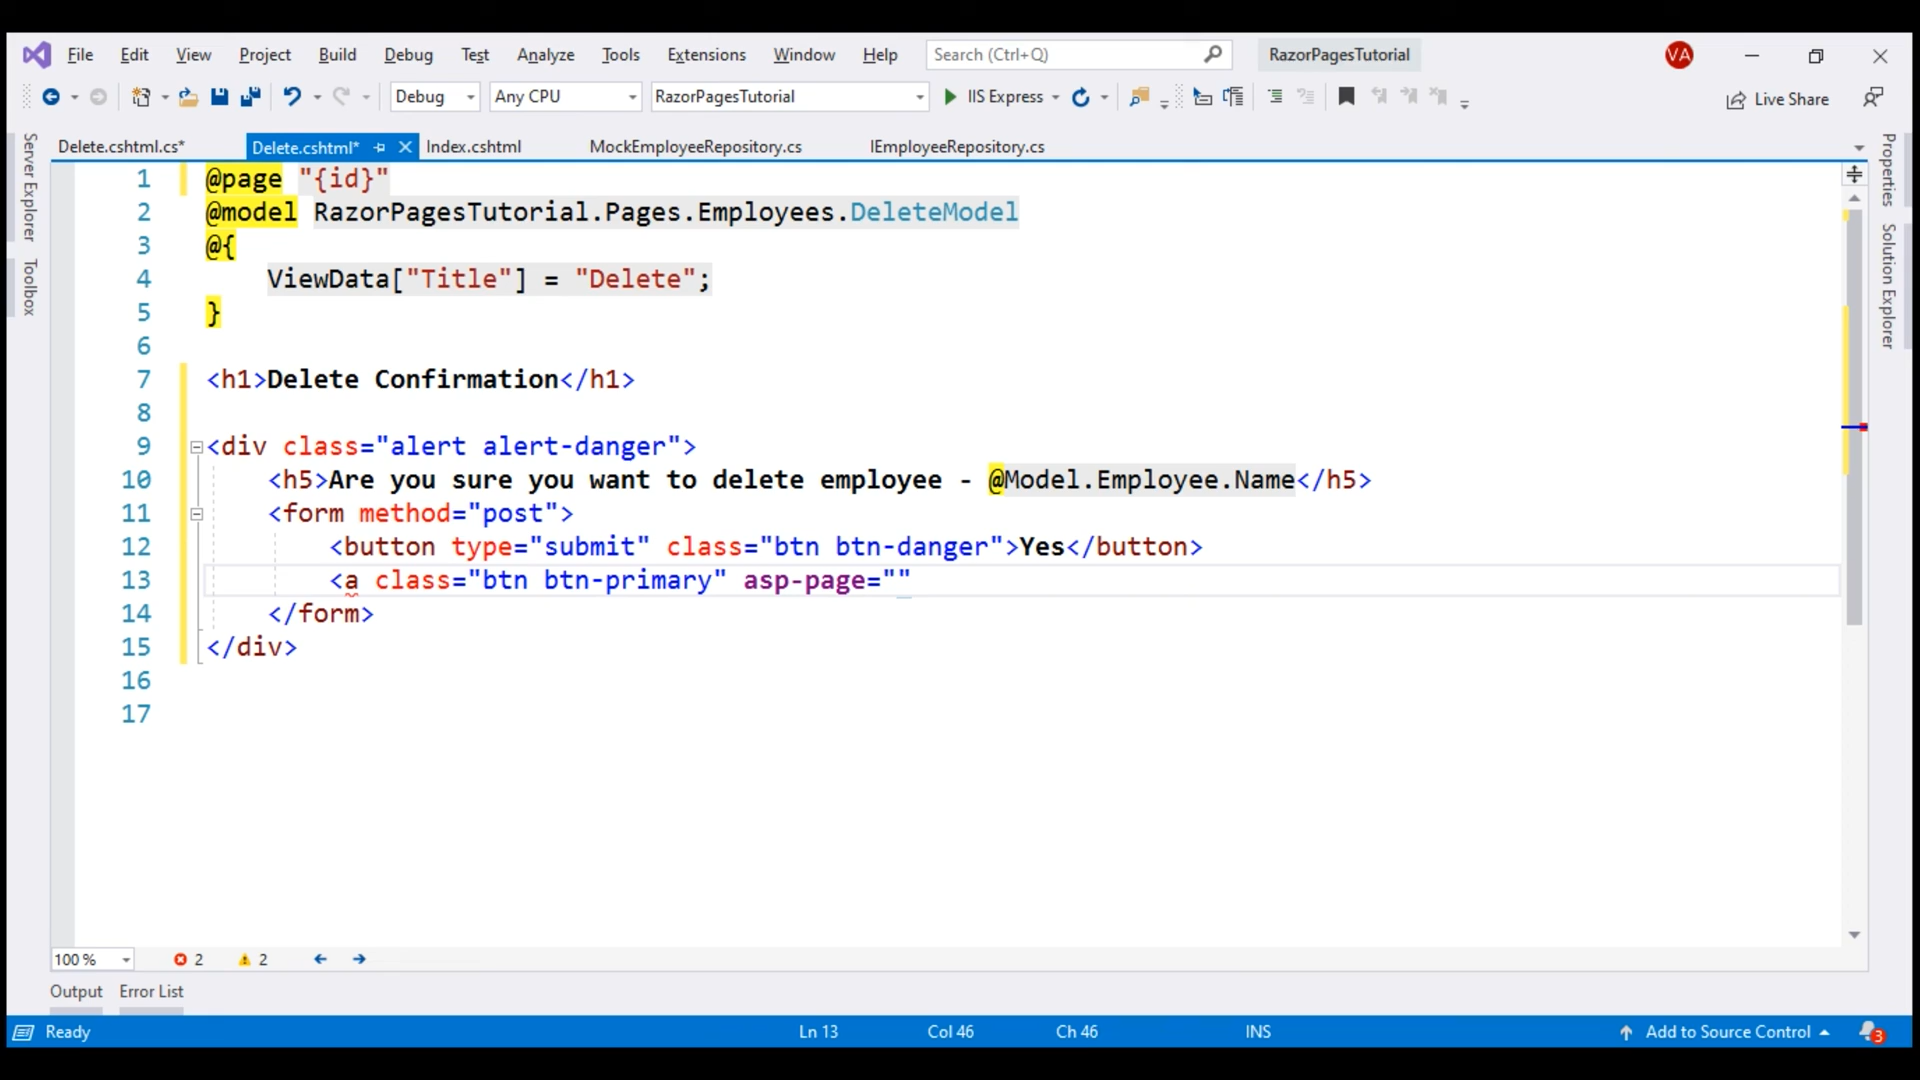 File Edit View Project Build Debug Test Analyze Tools Extensions Window Help Search (Ctrl+Q) RazorPagesTutorial VA
Debug Any CPU RazorPagesTutorial IIS Express Live Share
Delete.cshtml.cs* Delete.cshtml* Index.cshtml MockEmployeeRepository.cs IEmployeeRepository.cs
Server Explorer
Toolbox
Properties
Solution Explorer
1 @page "{id}"
2 @model RazorPagesTutorial.Pages.Employees.DeleteModel
3 @{
4 ViewData["Title"] = "Delete";
5 }
6
7 <h1>Delete Confirmation</h1>
8
9 <div class="alert alert-danger">
10 <h5>Are you sure you want to delete employee - @Model.Employee.Name</h5>
11 <form method="post">
12 <button type="submit" class="btn btn-danger">Yes</button>
13 <a class="btn btn-primary" asp-page=""
14 </form>
15 </div>
16
17
100 % 2 2
Output Error List
Ready Ln 13 Col 46 Ch 46 INS Add to Source Control 3